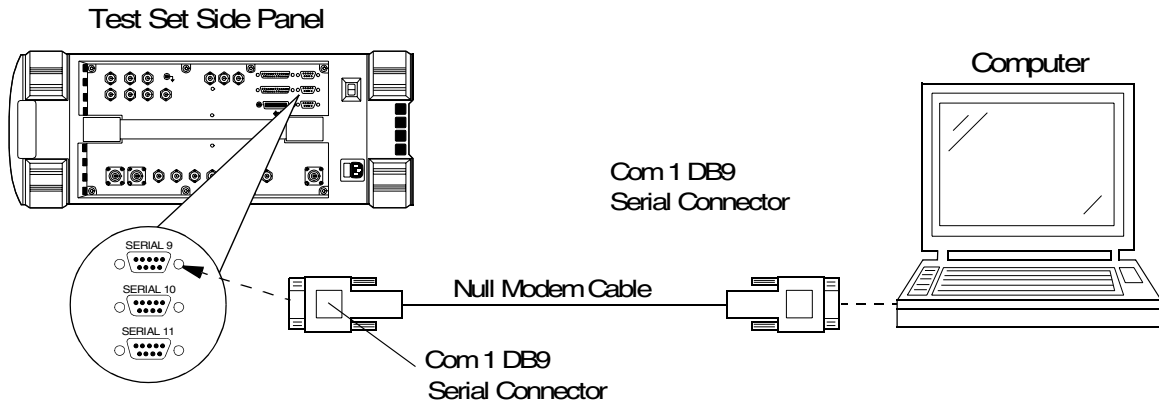 Test Set Side Panel
Computer
Com 1 DB9
Serial Connector
SERIAL 9
SERIAL 10
SERIAL 11
Null Modem Cable
Com 1 DB9
Serial Connector